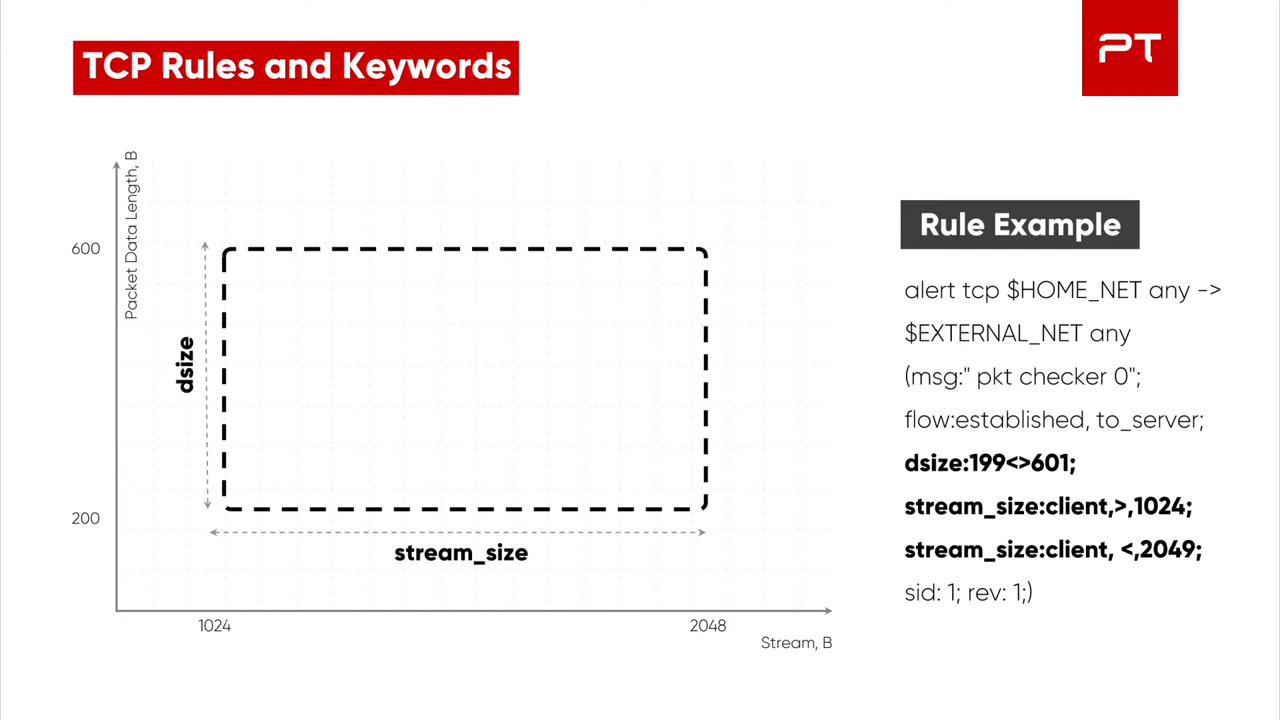 TCP Rules and Keywords
PT
Packet Data Length, B
600
dsize
200
stream_size
1024
2048
Stream, B
Rule Example
alert tcp $HOME_NET any ->
$EXTERNAL_NET any
(msg:" pkt checker 0";
flow:established, to_server;
dsize:199<>601;
stream_size:client,>,1024;
stream_size:client, <,2049;
sid: 1; rev: 1;)